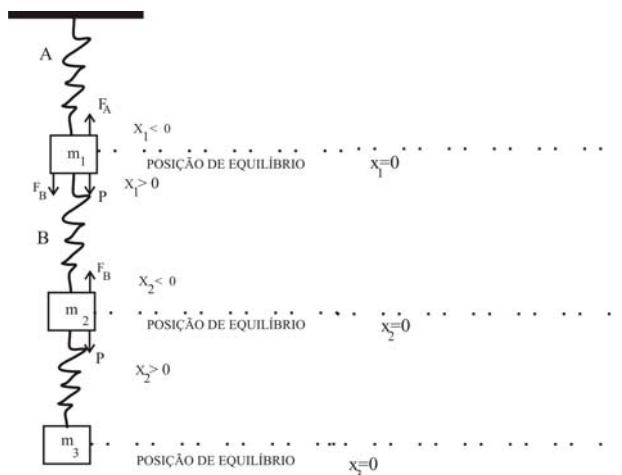 A
F_A
X_1 < 0
m_1
POSIÇÃO DE EQUILÍBRIO
x_1=0
F_B
P
X_1 > 0
B
F_B
X_2 < 0
m_2
POSIÇÃO DE EQUILÍBRIO
x_2=0
P
X_2 > 0
m_3
POSIÇÃO DE EQUILÍBRIO
x_3=0